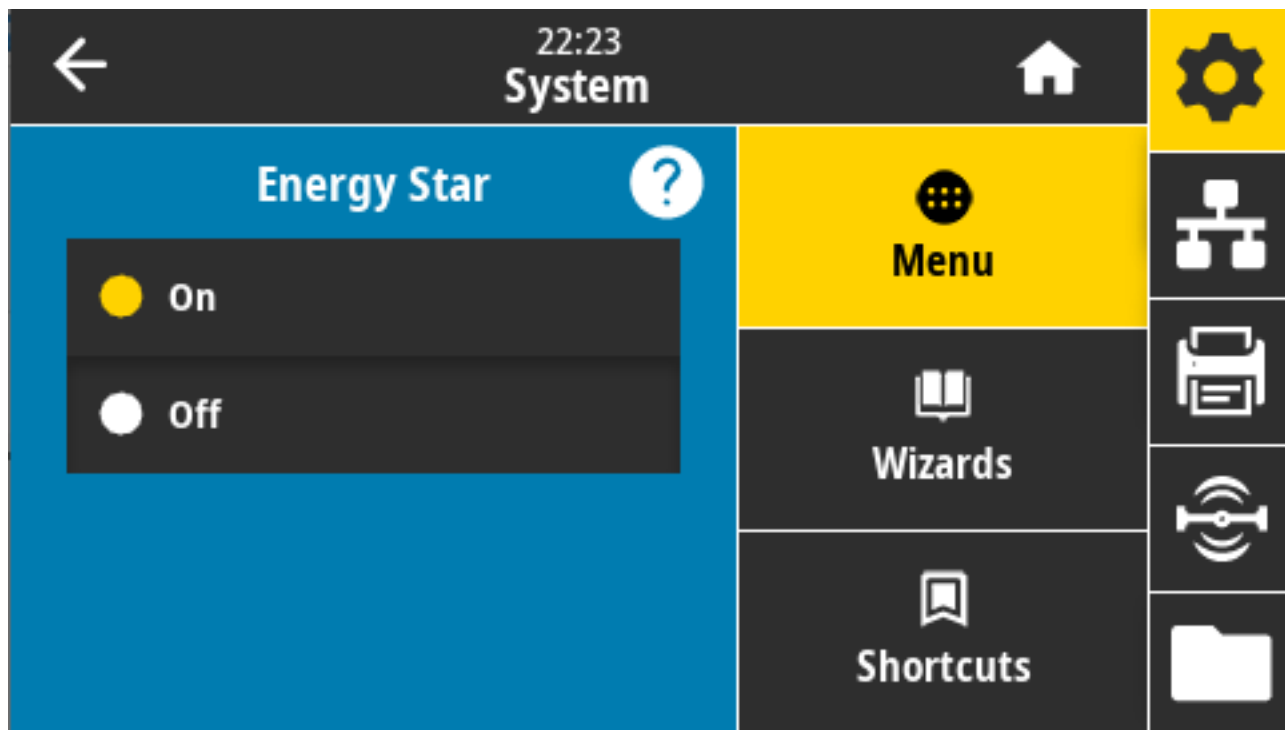 22:23
System
Energy Star
?
On
Off
Menu
Wizards
Shortcuts